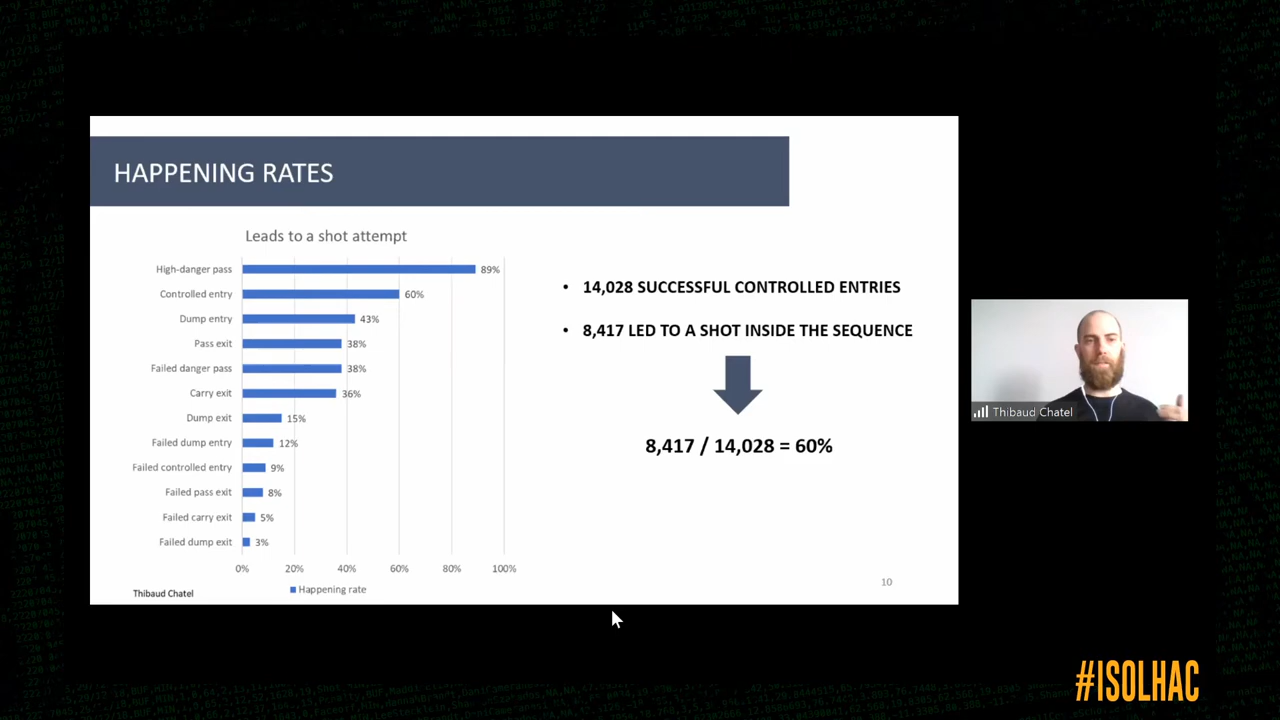 HAPPENING RATES
Leads to a shot attempt
High-danger pass 89%
Controlled entry 60%
Dump entry 43%
Pass exit 38%
Failed danger pass 38%
Carry exit 36%
Dump exit 15%
Failed dump entry 12%
Failed controlled entry 9%
Failed pass exit 8%
Failed carry exit 5%
Failed dump exit 3%
0% 20% 40% 60% 80% 100%
Happening rate
Thibaud Chatel
• 14,028 SUCCESSFUL CONTROLLED ENTRIES
• 8,417 LED TO A SHOT INSIDE THE SEQUENCE
8,417 / 14,028 = 60%
10
Thibaud Chatel
#ISOLHAC